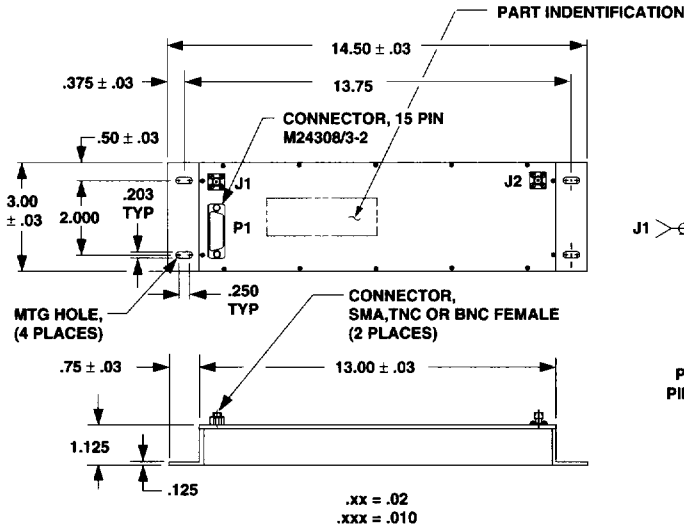 PART INDENTIFICATION
14.50 ± .03
.375 ± .03
13.75
CONNECTOR, 15 PIN
M24308/3-2
.50 ± .03
J1
J2
3.00
± .03
2.000
.203
TYP
P1
J1
.250
TYP
MTG HOLE,
(4 PLACES)
CONNECTOR,
SMA,TNC OR BNC FEMALE
(2 PLACES)
.75 ± .03
13.00 ± .03
P
PII
1.125
.125
.xx = .02
.xxx = .010